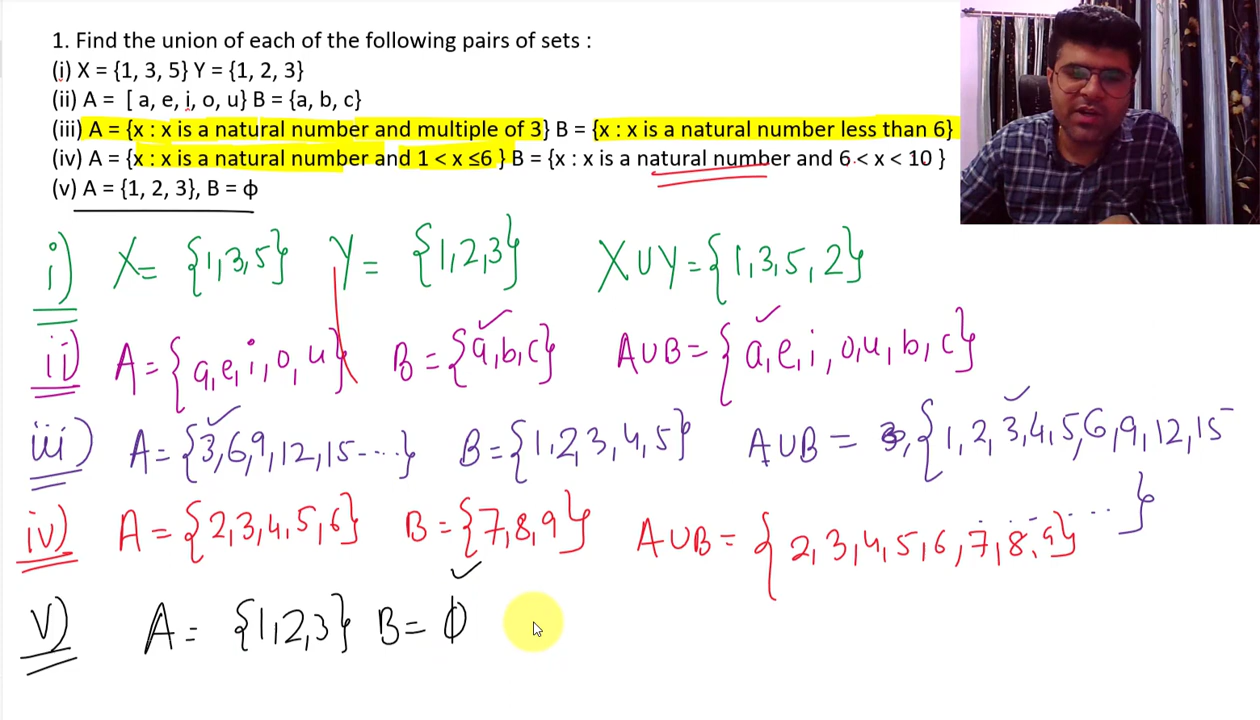 1. Find the union of each of the following pairs of sets :
(i) X = {1, 3, 5} Y = {1, 2, 3}
(ii) A = [ a, e, i, o, u} B = {a, b, c}
(iii) A = {x : x is a natural number and multiple of 3} B = {x : x is a natural number less than 6}
(iv) A = {x : x is a natural number and 1 < x ≤6 } B = {x : x is a natural number and 6 < x < 10 }
(v) A = {1, 2, 3}, B = ф
i) X= {1,3,5} Y = {1,2,3} X∪Y={1,3,5,2}
ii) A={a,e,i,o,u} B={a,b,c} A∪B={a,e,i,o,u,b,c}
iii) A={3,6,9,12,15----} B={1,2,3,4,5} A∪B = {1,2,3,4,5,6,9,12,15-
-----}
iv) A={2,3,4,5,6} B={7,8,9} A∪B={2,3,4,5,6,7,8,9}
v) A= {1,2,3} B= ф